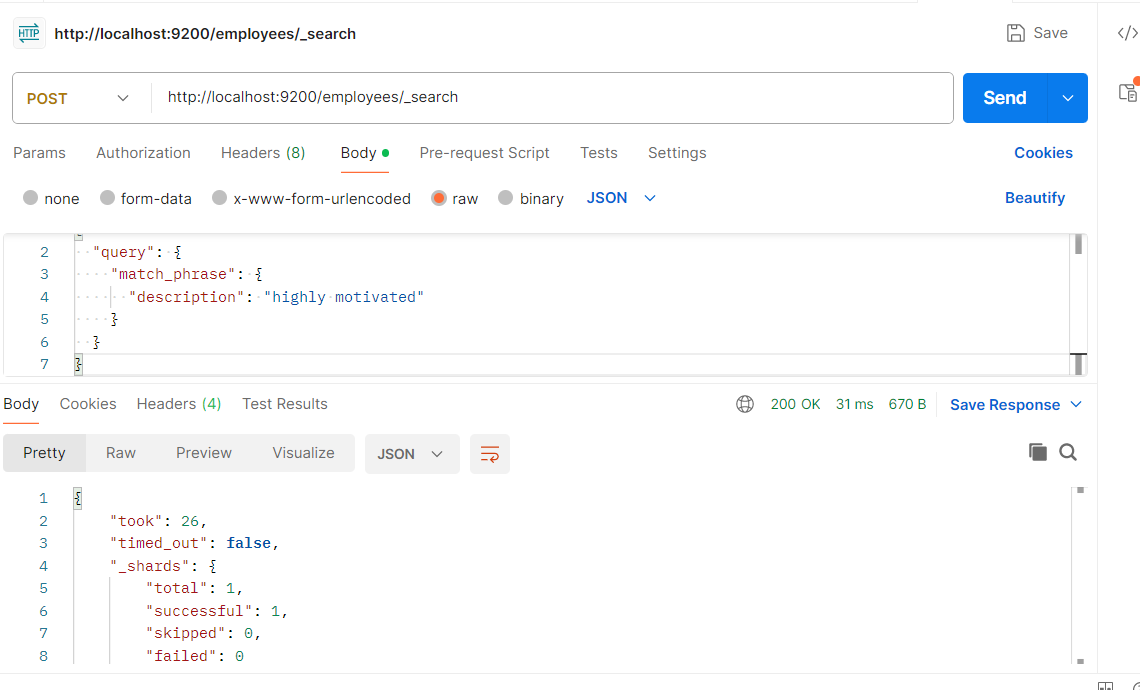 HTTP http://localhost:9200/employees/_search Save </>
POST http://localhost:9200/employees/_search Send
Params Authorization Headers (8) Body Pre-request Script Tests Settings Cookies
none form-data x-www-form-urlencoded raw binary JSON Beautify
{
2 "query": {
3 "match_phrase": {
4 "description": "highly motivated"
5 }
6 }
7 }
Body Cookies Headers (4) Test Results 200 OK 31 ms 670 B Save Response
Pretty Raw Preview Visualize JSON
1 {
2 "took": 26,
3 "timed_out": false,
4 "_shards": {
5 "total": 1,
6 "successful": 1,
7 "skipped": 0,
8 "failed": 0